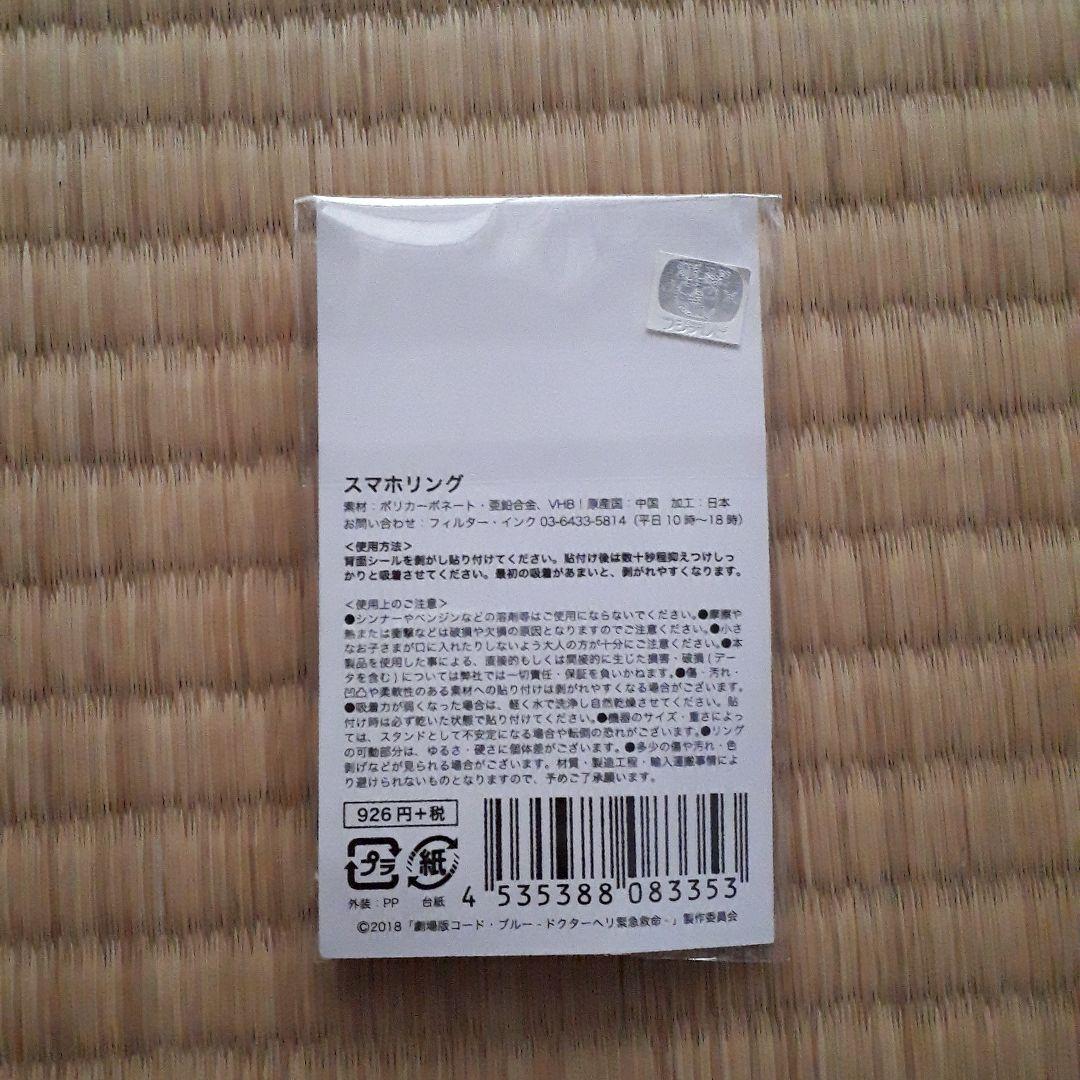 フジテレビ
スマホリング
素材：ポリカーボネート・亜鉛合金、VHB｜原産国：中国　加工：日本
お問い合わせ：フィルター・インク 03-6433-5814（平日10時〜18時）
＜使用方法＞
背面シールを剥がし貼り付けてください。貼付け後は数十秒程抑えつけしっ
かりと吸着させてください。最初の吸着があまいと、剥がれやすくなります。
＜使用上のご注意＞
●シンナーやベンジンなどの溶剤等はご使用にならないでください。●摩擦や
熱または衝撃などは破損や欠損の原因となりますのでご注意ください。●小さ
なお子さまが口に入れたりしないよう大人の方が十分にご注意ください。●本
製品を使用した事による、直接的もしくは間接的に生じた損害・破損(デー
タを含む)については弊社では一切責任・保証を負いかねます。●傷・汚れ・
凹凸や柔軟性のある素材への貼り付けは剥がれやすくなる場合がございます。
●吸着力が弱くなった場合は、軽く水で洗浄し自然乾燥させてください。貼
付け時は必ず乾いた状態で貼り付けてください。●機器のサイズ・重さによっ
ては、スタンドとして不安定になる場合や転倒の恐れがございます。●リング
の可動部分は、ゆるさ・硬さに個体差がございます。●多少の傷や汚れ・色
剥げなどが見られる場合がございます。材質・製造工程・輸入運搬事情によ
り避けられないものとなりますので、予めご了承願います。
926円＋税
プラ
紙
外装：PP
台紙
4 535388 083353
©2018「劇場版コード・ブルー -ドクターヘリ緊急救命-」製作委員会